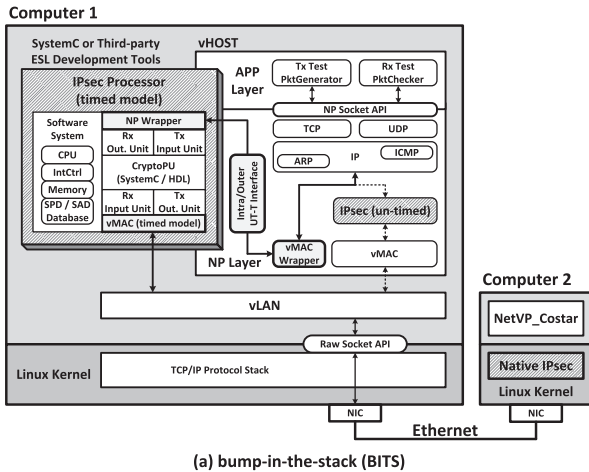 Computer 1
SystemC or Third-party
ESL Development Tools
IPsec Processor
(timed model)
Software
System
CPU
IntCtrl
Memory
SPD / SAD
Database
NP Wrapper
Rx
Out. Unit
Tx
Input Unit
CryptoPU
(SystemC / HDL)
Rx
Input Unit
Tx
Out. Unit
vMAC (timed model)
vHOST
APP
Layer
Tx Test
PktGenerator
Rx Test
PktChecker
NP Socket API
TCP
UDP
IP
ARP
ICMP
Intra/Outer
UT-T Interface
IPsec (un-timed)
vMAC
Wrapper
vMAC
NP Layer
vLAN
Raw Socket API
Linux Kernel
TCP/IP Protocol Stack
NIC
Computer 2
NetVP_Costar
Native IPsec
Linux Kernel
NIC
Ethernet
(a) bump-in-the-stack (BITS)